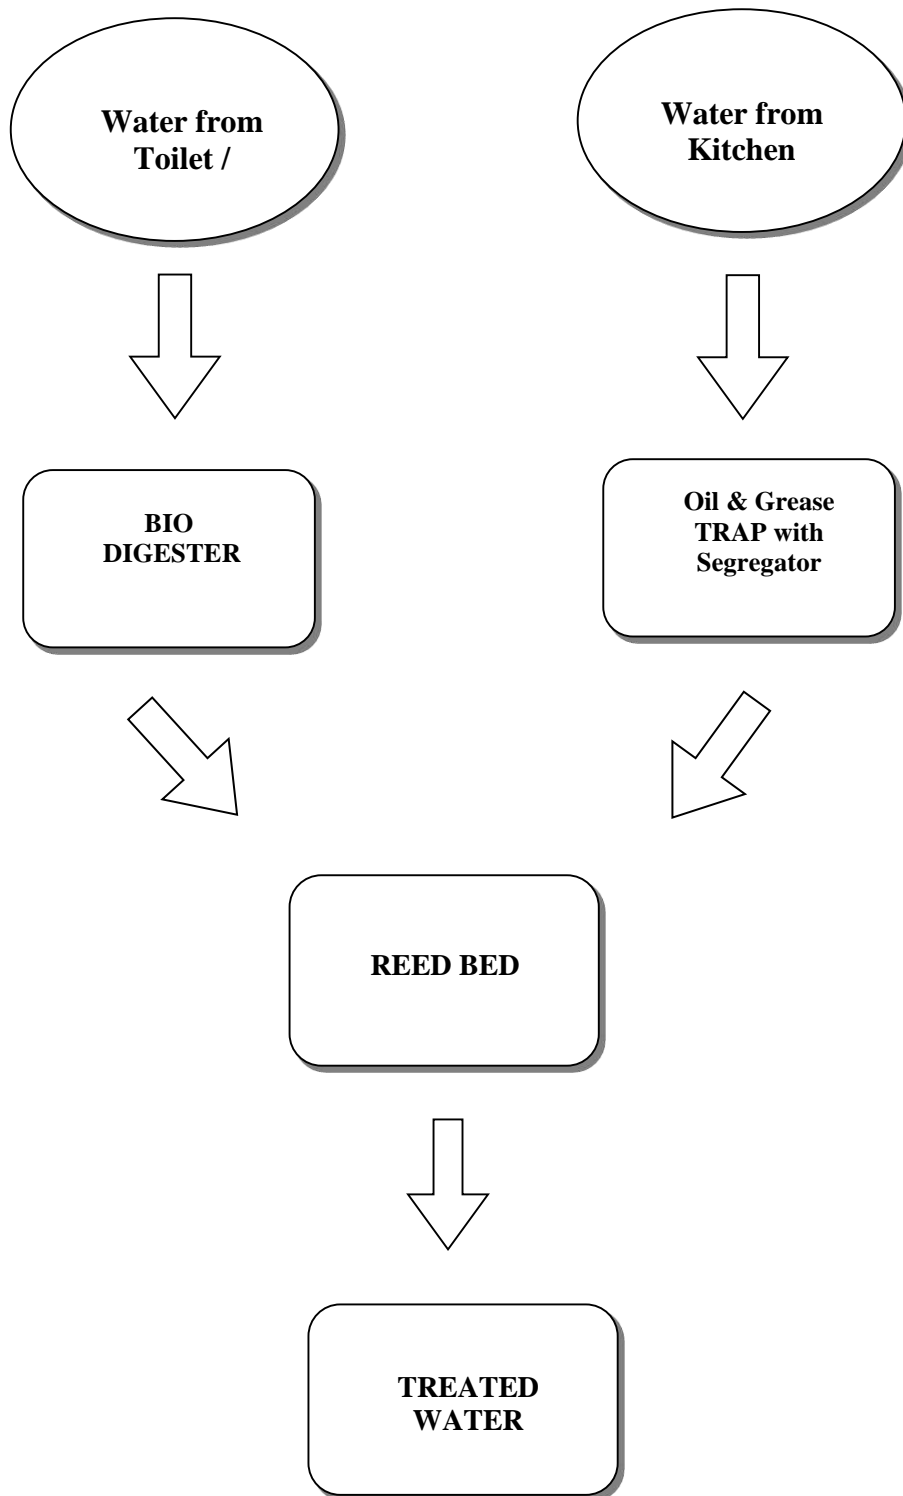 Water from
Toilet /
Water from
Kitchen
BIO
DIGESTER
Oil & Grease
TRAP with
Segregator
REED BED
TREATED
WATER